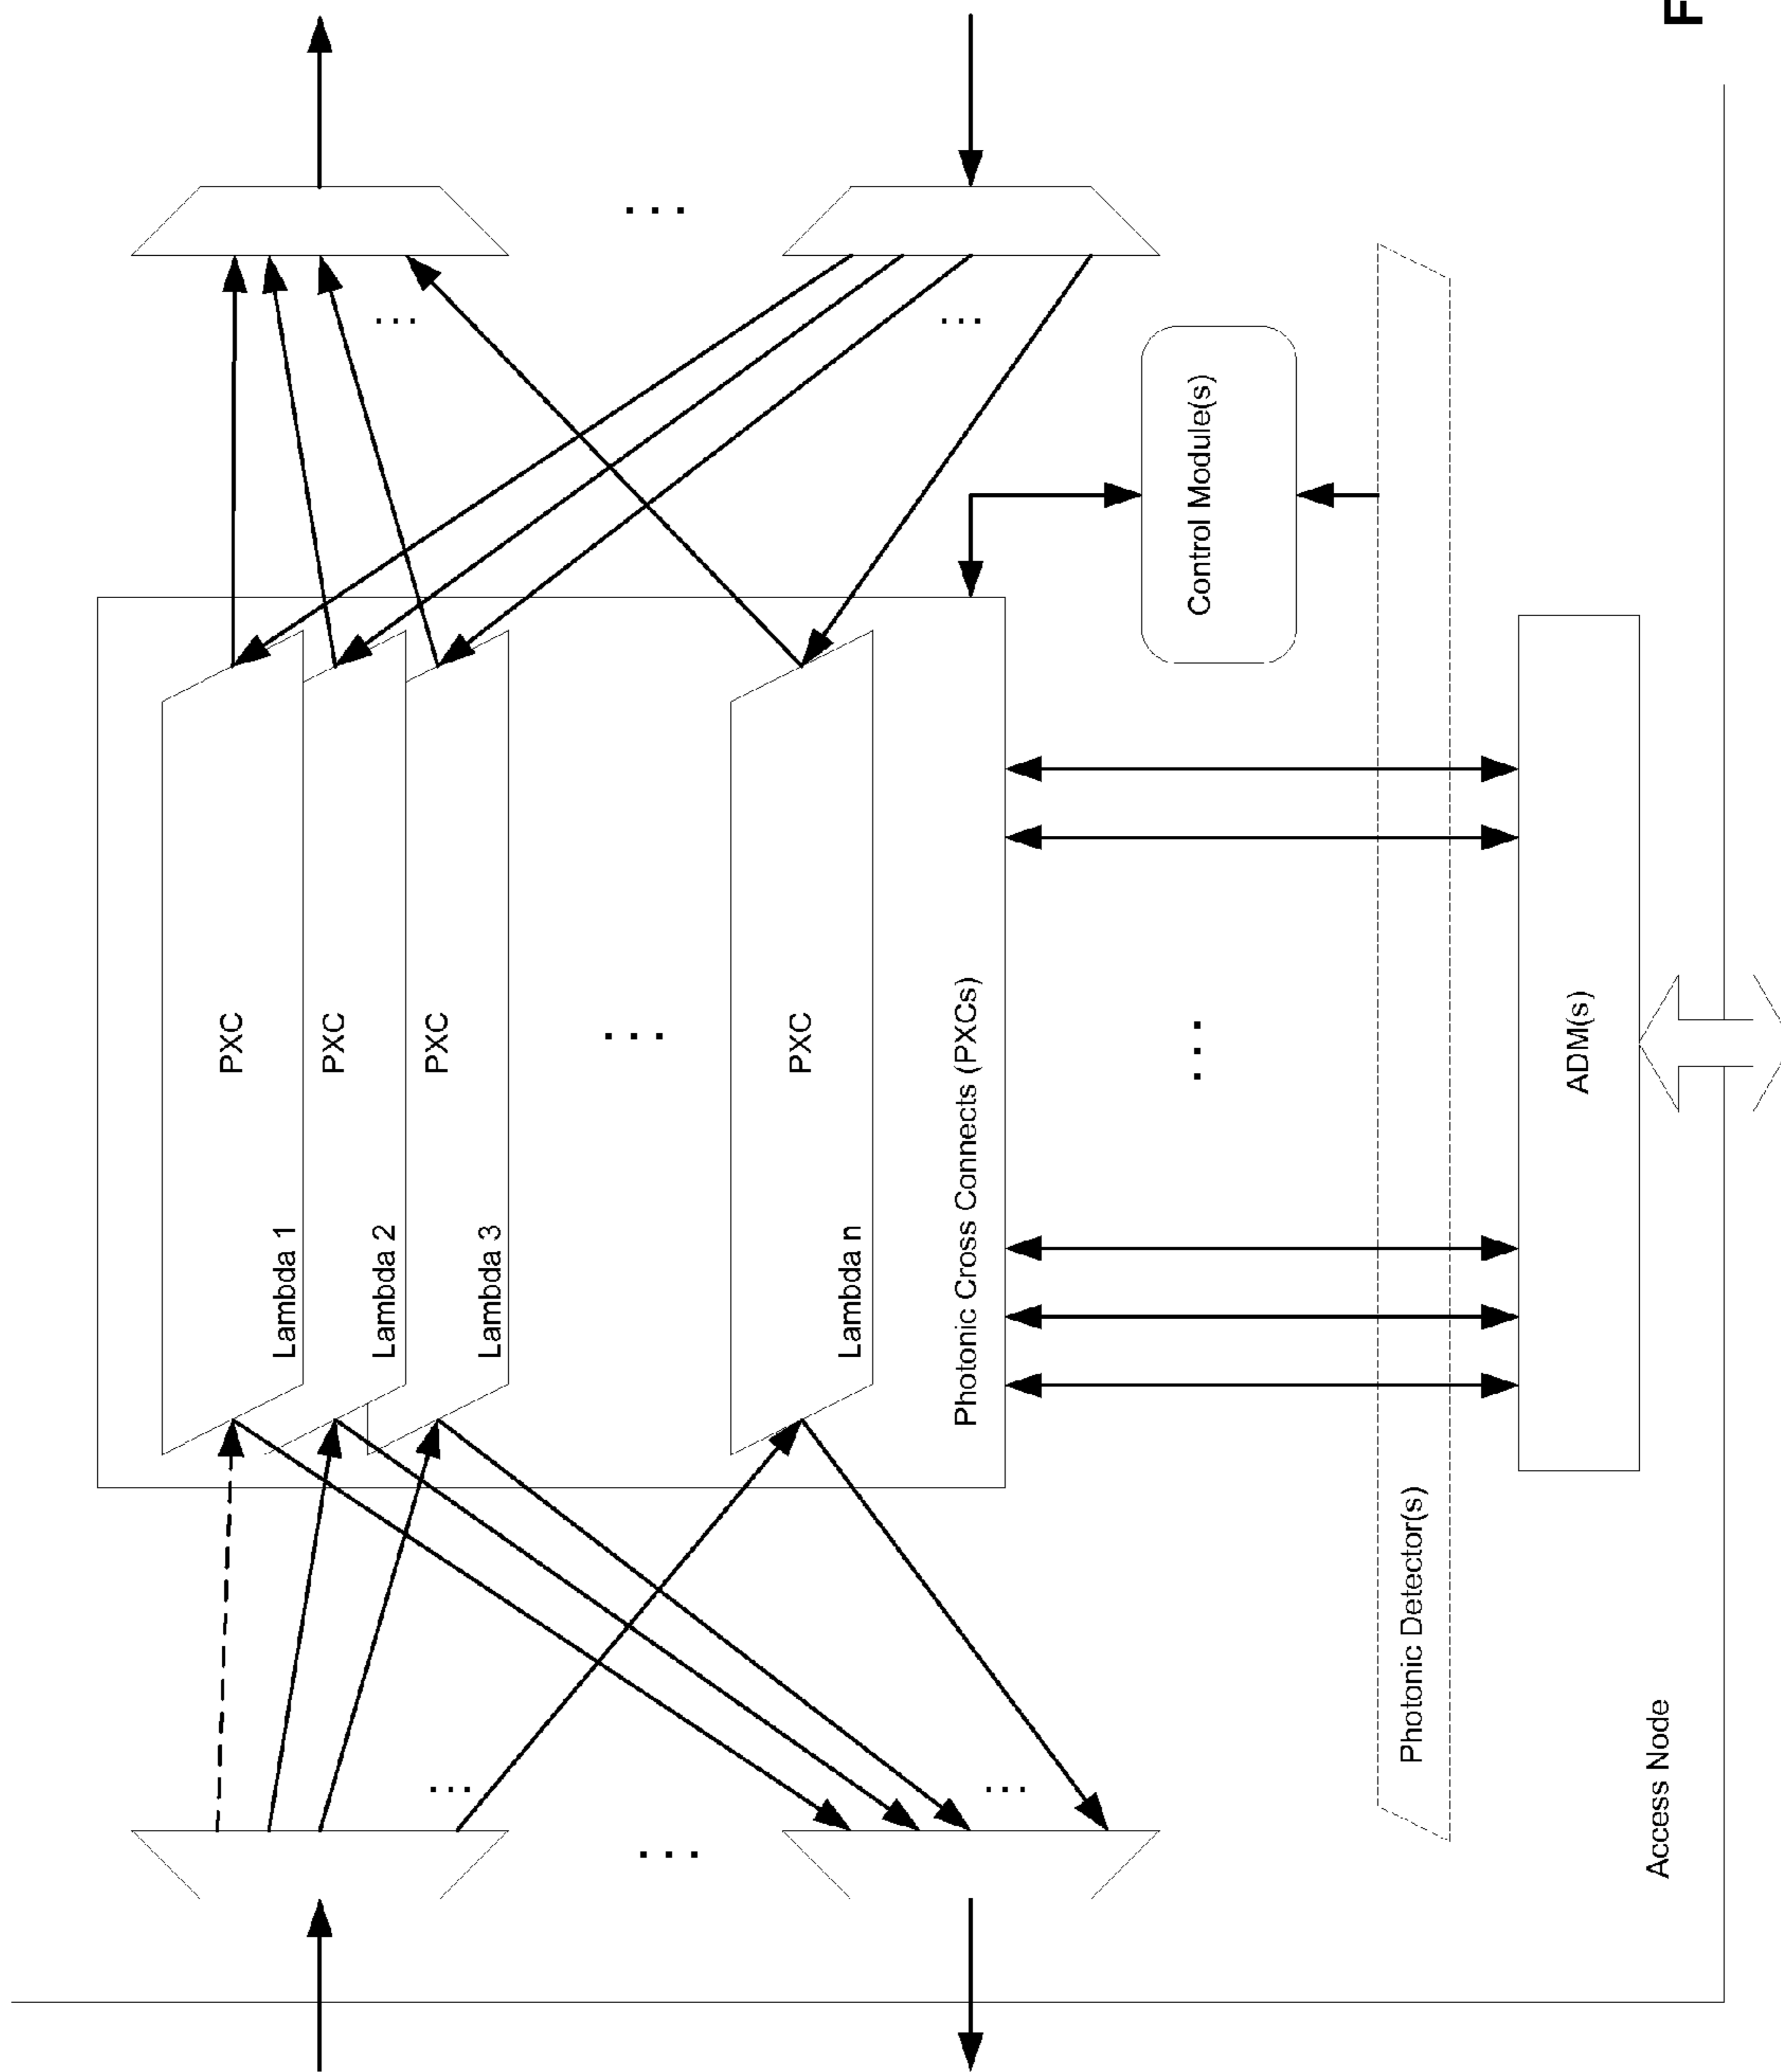 PXC
Lambda 1
PXC
Lambda 2
PXC
Lambda 3
. . .
PXC
Lambda n
Photonic Cross Connects (PXCs)
Control Module(s)
Photonic Detector(s)
ADM(s)
Access Node
F